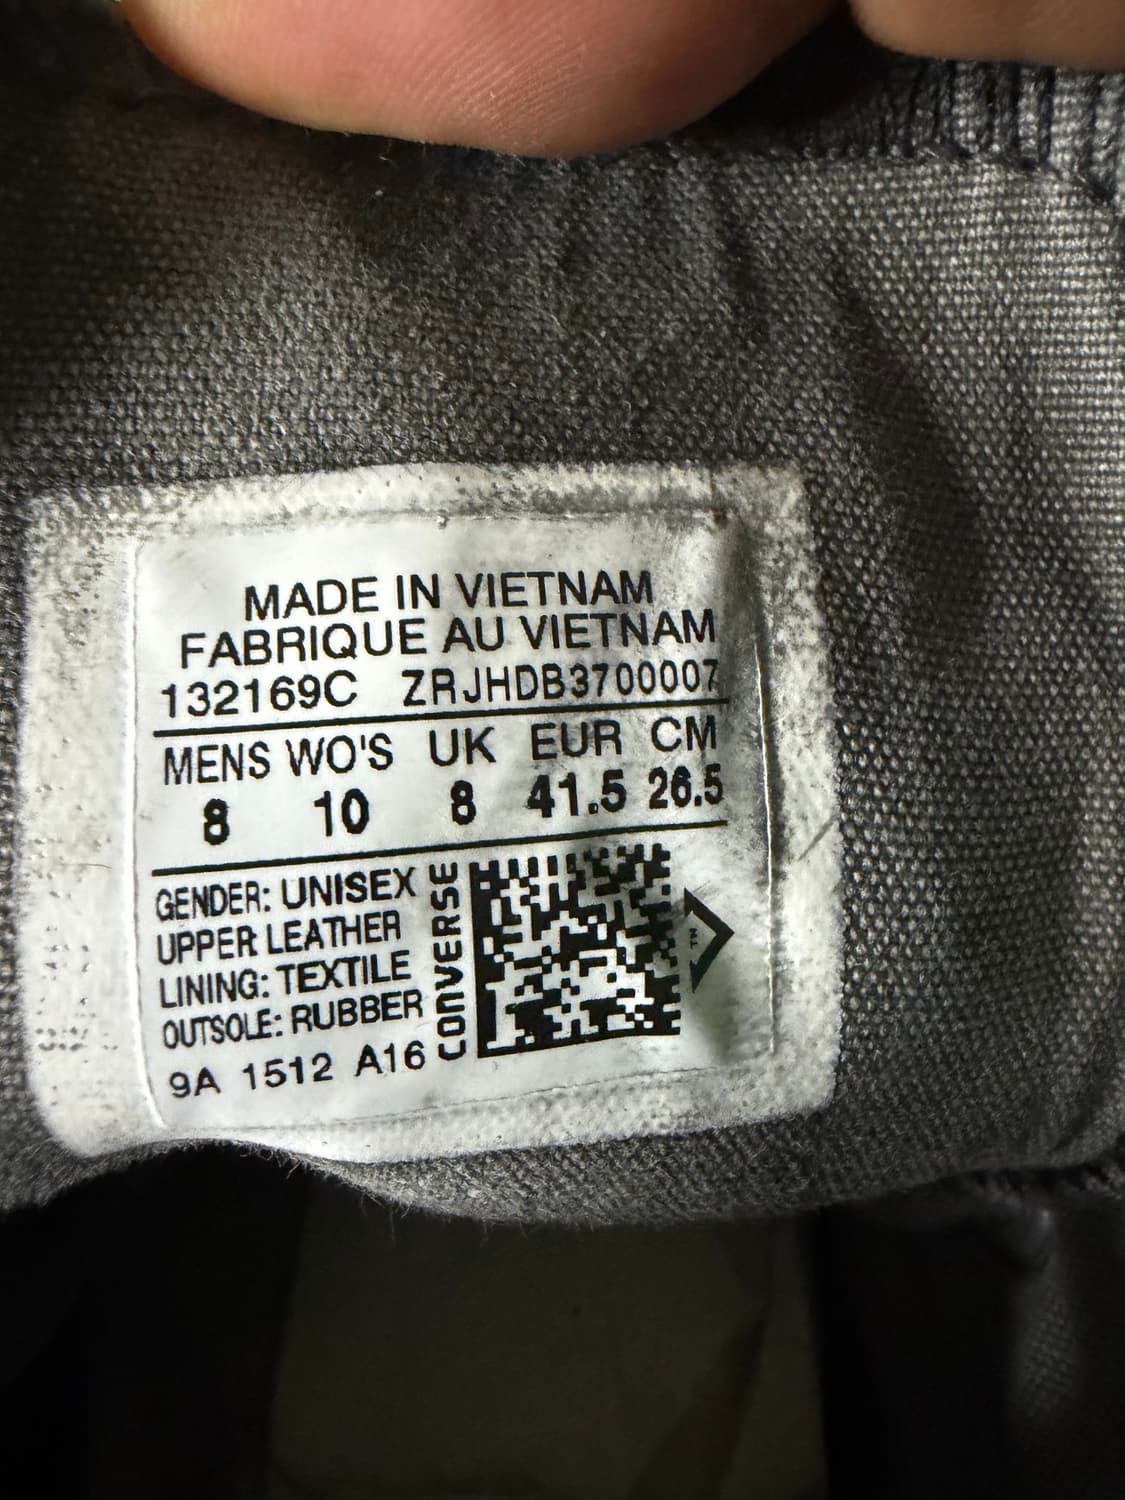 MADE IN VIETNAM
FABRIQUE AU VIETNAM
132169C ZRJHDB3700007
MENS WO'S UK EUR CM
8 10 8 41.5 26.5
GENDER: UNISEX
UPPER LEATHER
LINING: TEXTILE
OUTSOLE: RUBBER
9A 1512 A16
CONVERSE
TM